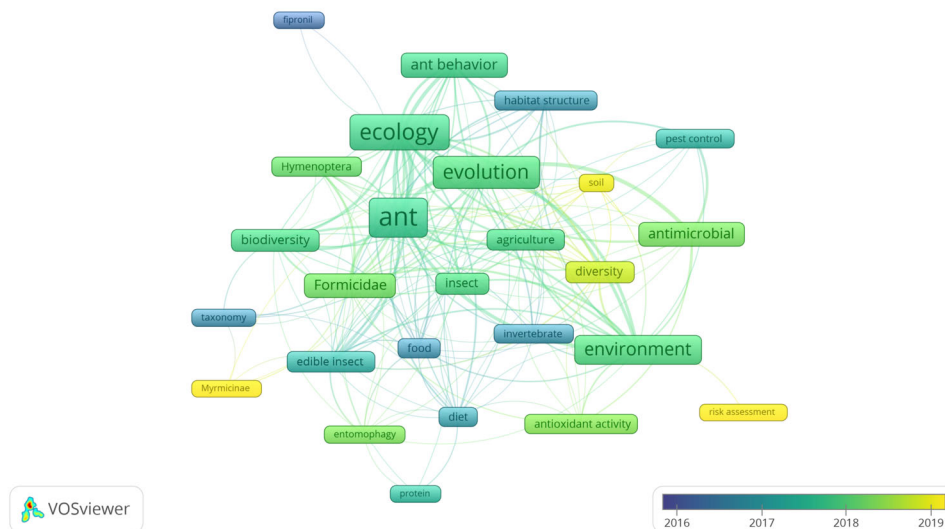 fipronil
ant behavior
habitat structure
ecology
pest control
Hymenoptera
evolution
soil
ant
antimicrobial
biodiversity
agriculture
diversity
Formicidae
insect
taxonomy
invertebrate
food
environment
edible insect
Myrmicinae
risk assessment
diet
antioxidant activity
entomophagy
protein
VOSviewer
2016 2017 2018 2019